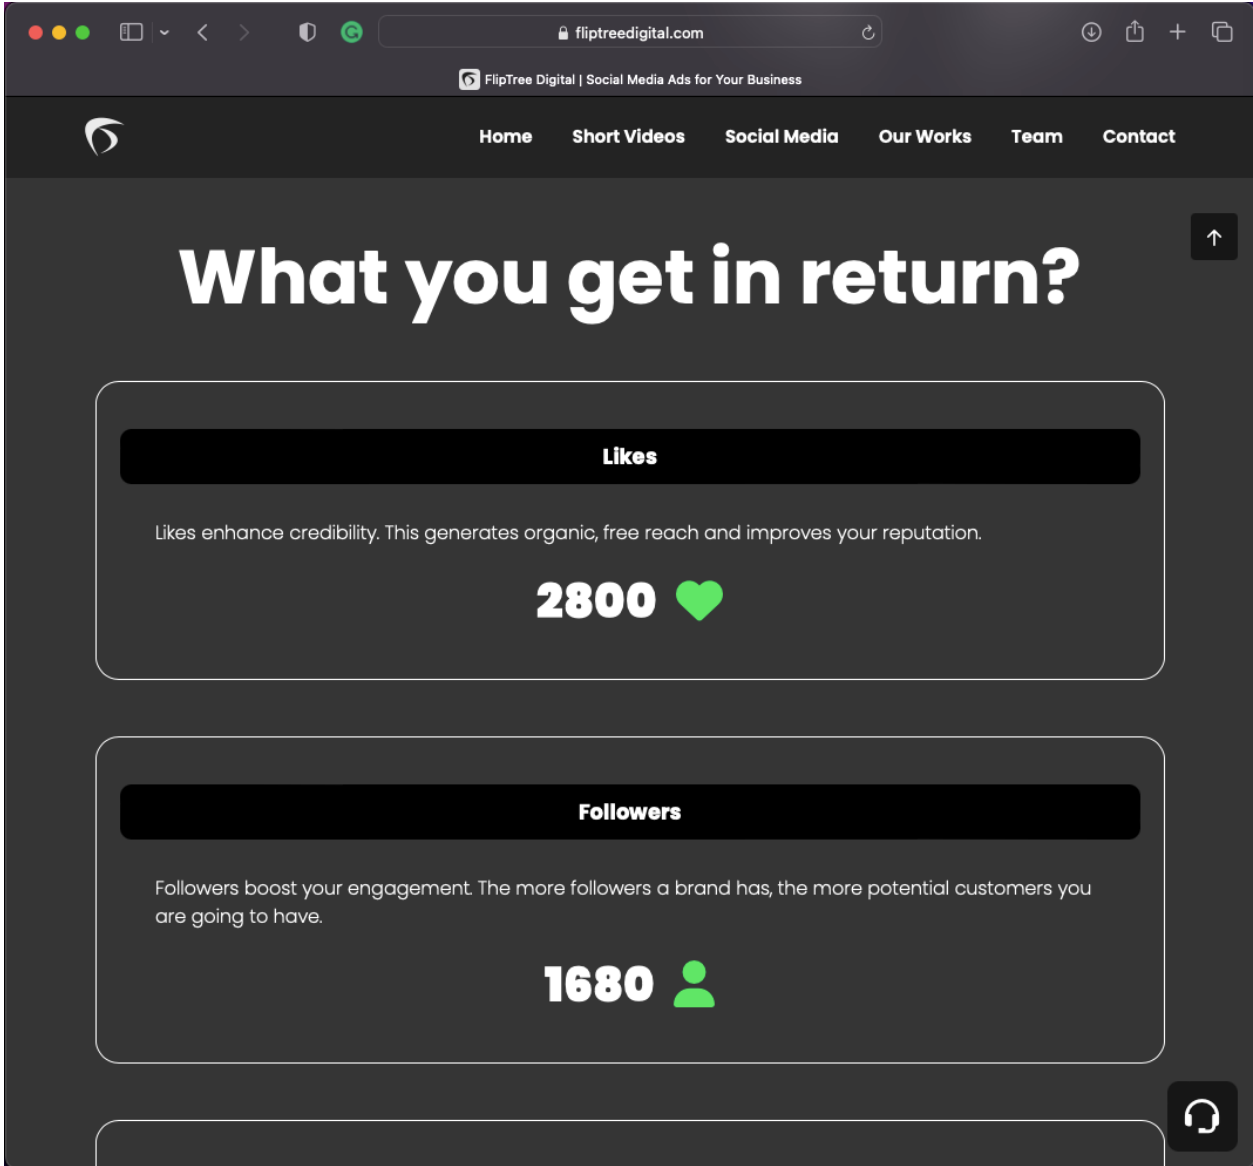 fliptreedigital.com
FlipTree Digital | Social Media Ads for Your Business
Home Short Videos Social Media Our Works Team Contact
What you get in return?
Likes
Likes enhance credibility. This generates organic, free reach and improves your reputation.
2800
Followers
Followers boost your engagement. The more followers a brand has, the more potential customers you
are going to have.
1680